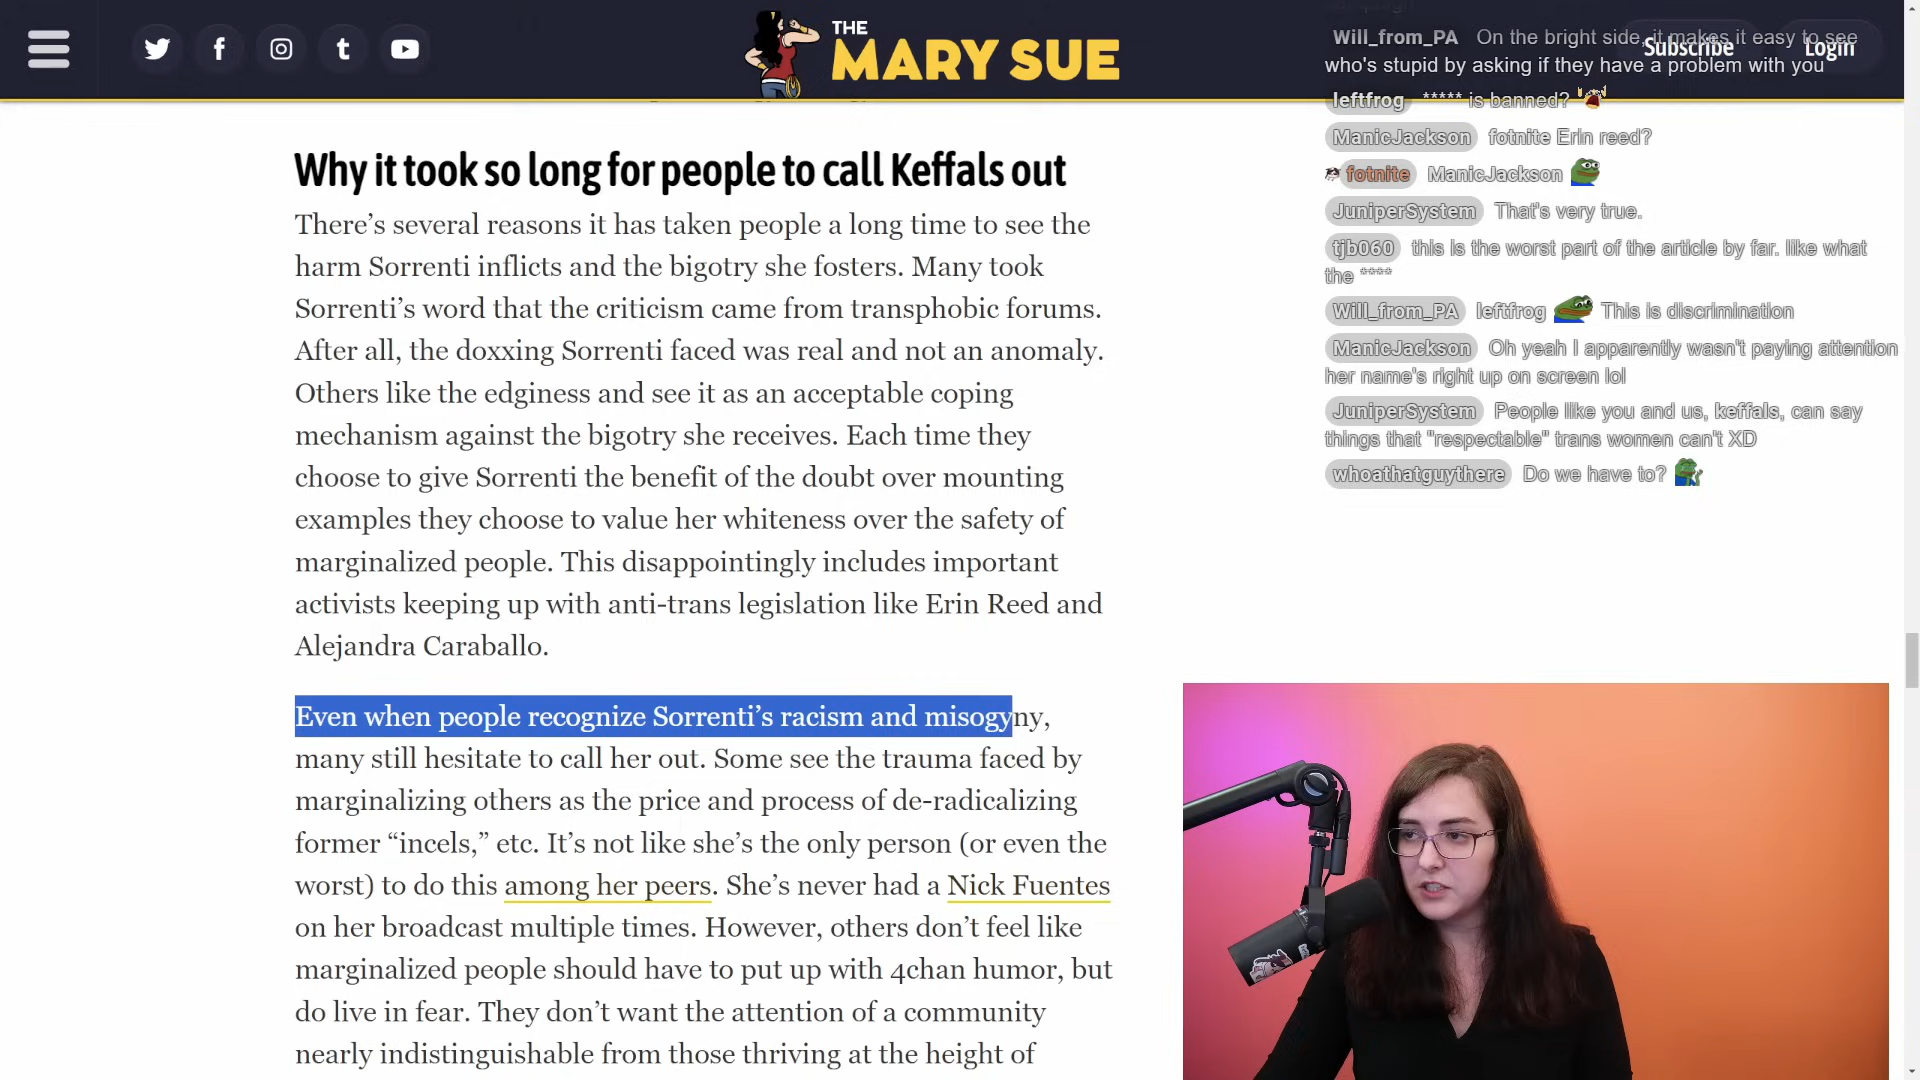 THE
MARY SUE
Subscribe
Login
Why it took so long for people to call Keffals out
There’s several reasons it has taken people a long time to see the
harm Sorrenti inflicts and the bigotry she fosters. Many took
Sorrenti’s word that the criticism came from transphobic forums.
After all, the doxxing Sorrenti faced was real and not an anomaly.
Others like the edginess and see it as an acceptable coping
mechanism against the bigotry she receives. Each time they
choose to give Sorrenti the benefit of the doubt over mounting
examples they choose to value her whiteness over the safety of
marginalized people. This disappointingly includes important
activists keeping up with anti-trans legislation like Erin Reed and
Alejandra Caraballo.
Even when people recognize Sorrenti’s racism and misogyny,
many still hesitate to call her out. Some see the trauma faced by
marginalizing others as the price and process of de-radicalizing
former “incels,” etc. It’s not like she’s the only person (or even the
worst) to do this among her peers. She’s never had a Nick Fuentes
on her broadcast multiple times. However, others don’t feel like
marginalized people should have to put up with 4chan humor, but
do live in fear. They don’t want the attention of a community
nearly indistinguishable from those thriving at the height of
Will_from_PA On the bright side, it makes it easy to see
who's stupid by asking if they have a problem with you
leftfrog ***** is banned?
ManicJackson fotnite Erin reed?
fotnite ManicJackson
JuniperSystem That's very true.
tjb060 this is the worst part of the article by far. like what
the ****
Will_from_PA leftfrog This is discrimination
ManicJackson Oh yeah I apparently wasn't paying attention
her name's right up on screen lol
JuniperSystem People like you and us, keffals, can say
things that "respectable" trans women can't XD
whoathatguythere Do we have to?